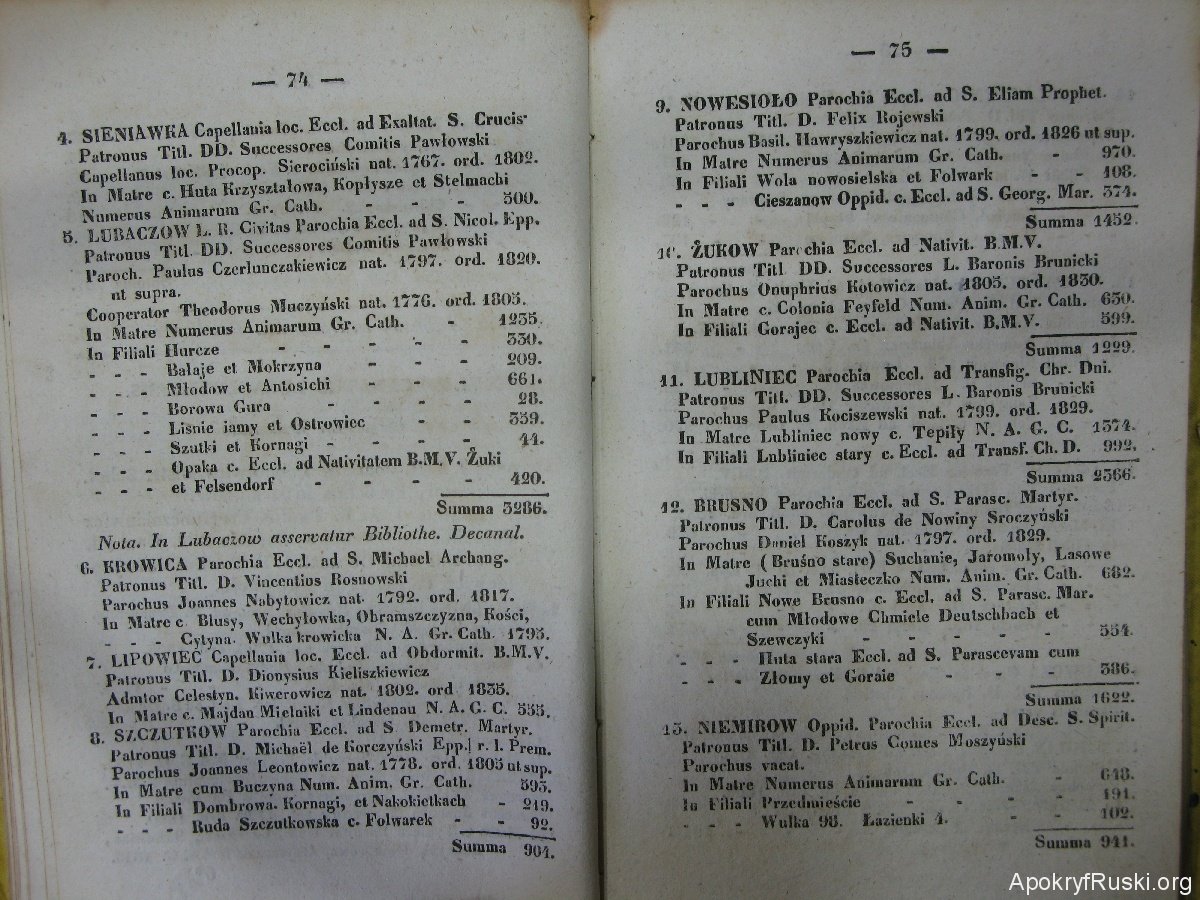 — 74 —
4. SIENIAWKA Capellania loc. Eccl. ad Exaltat. S. Crucis
Patronus Titl. DD. Successores Comitis Pawłowski
Capellanus loc. Procop. Sierociński nat. 1767. ord. 1802.
In Matre c. Huta Krzyształowa, Kopłysze et Stelmachi
Numerus Animarum Gr. Cath. - - - - 300.
5. LUBACZOW L. R. Civitas Parochia Eccl. ad S. Nicol. Epp.
Patronus Titl. DD. Successores Comitis Pawłowski
Paroch. Paulus Czerlunczakiewicz nat. 1797. ord. 1820.
ut supra.
Cooperator Theodorus Muczyński nat. 1776. ord. 1805.
In Matre Numerus Animarum Gr. Cath. - 1235.
In Filiali Hurcze - - - - - 330.
- - - Bałaje et Mokrzyna - - - 209.
- - - Młodow et Antosichi - - - 661.
- - - Borowa Gura - - - - 28.
- - - Lisnie jamy et Ostrowiec - - 359.
- - - Szutki et Kornagi - - - - 44.
- - - Opaka c. Eccl. ad Nativitatem B.M.V. Żuki
- - - et Felsendorf - - - - 420.
Summa 3286.
Nota. In Lubaczow asservatur Bibliothe. Decanal.
6. KROWICA Parochia Eccl. ad S. Michael Archang.
Patronus Titl. D. Vincentius Rosnowski
Parochus Joannes Nabytowicz nat. 1792. ord. 1817.
In Matre c. Blusy, Wechyłowka, Obramszczyzna, Kości,
- - Cytyna. Wulka krowicka N. A. Gr. Cath. 1795.
7. LIPOWIEC Capellania loc. Eccl. ad Obdormit. B.M.V.
Patronus Titl. D. Dionysius Kieliszkiewicz
Admtor Celestyn. Kiwerowicz nat. 1802. ord 1835.
In Matre c. Majdan Mielniki et Lindenau N. A. G. C. 555.
8. SZCZUTKOW Parochia Eccl. ad S Demetr. Martyr.
Patronus Titl. D. Michaël de Korczyński Epp. r. l. Prem.
Parochus Joannes Leontowicz nat. 1778. ord. 1805 ut sup.
In Matre cum Buczyna Num. Anim. Gr. Cath. 593.
In Filiali Dombrowa. Kornagi, et Nakokietkach - 219.
- - - Ruda Szczutkowska c. Folwarek - - 92.
Summa 904.
— 75 —
9. NOWESIOŁO Parochia Eccl. ad S. Eliam Prophet.
Patronus Titl. D. Felix Rojewski
Parochus Basil. Hawryszkiewicz nat. 1799. ord. 1826 ut sup.
In Matre Numerus Animarum Gr. Cath. - 970.
In Filiali Wola nowosielska et Folwark - - 108.
- - - Cieszanow Oppid. c. Eccl. ad S. Georg. Mar. 374.
Summa 1452.
10. ŻUKOW Parochia Eccl. ad Nativit. B.M.V.
Patronus Titl DD. Successores L. Baronis Brunicki
Parochus Onuphrius Kotowicz nat. 1805. ord. 1830.
In Matre c. Colonia Feyfeld Num. Anim. Gr. Cath. 630.
In Filiali Gorajec c. Eccl. ad Nativit. B.M.V. 599.
Summa 1229.
11. LUBLINIEC Parochia Eccl. ad Transfig. Chr. Dni.
Patronus Titl. DD. Successores L. Baronis Brunicki
Parochus Paulus Kociszewski nat. 1799. ord. 1829.
In Matre Lubliniec nowy c. Tepiły N. A. G. C. 1374.
In Filiali Lubliniec stary c. Eccl. ad Transf. Ch. D. 992.
Summa 2366.
12. BRUSNO Parochia Eccl. ad S. Parasc. Martyr.
Patronus Titl. D. Carolus de Nowiny Sroczyński
Parochus Daniel Koszyk nat. 1797. ord. 1829.
In Matre (Bruśno stare) Suchanie, Jaromoly, Lasowe
Juchi et Miasteczko Num. Anim. Gr. Cath. 682.
In Filiali Nowe Brusno c. Eccl. ad S. Parasc. Mar.
cum Młodowe Chmiele Deutschbach et
Szewczyki - - - - - 554.
- - - Huta stara Eccl. ad S. Parascevam cum
- - - Złomy et Goraie - - - 386.
Summa 1622.
13. NIEMIROW Oppid. Parochia Eccl. ad Desc. S. Spirit.
Patronus Titl. D. Petrus Comes Moszyński
Parochus vacat.
In Matre Numerus Animarum Gr. Cath. - 648.
In Filiali Przedmieście - - - - 191.
- - - Wulka 98. Łazienki 4. - - 102.
Summa 941.
ApokryfRuski.org